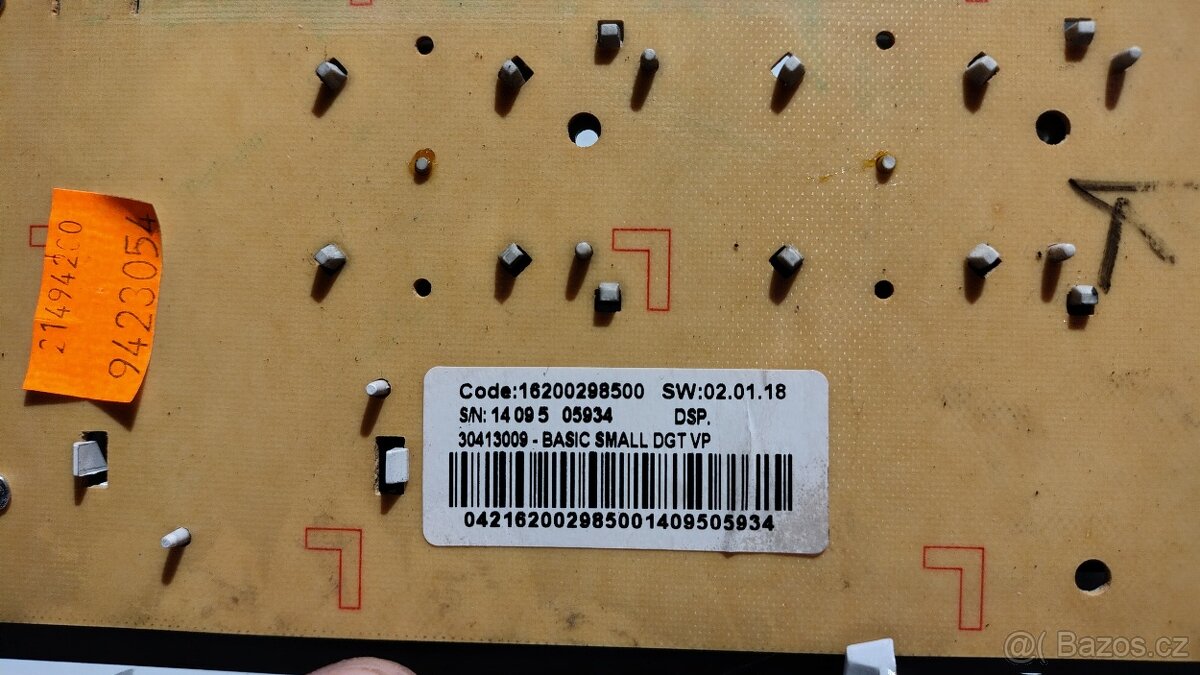 21494200
9423054
Code:16200298500 SW:02.01.18
S/N: 14 09 5 05934 DSP.
30413009 - BASIC SMALL DGT VP
042162002985001409505934
@( Bazos.cz